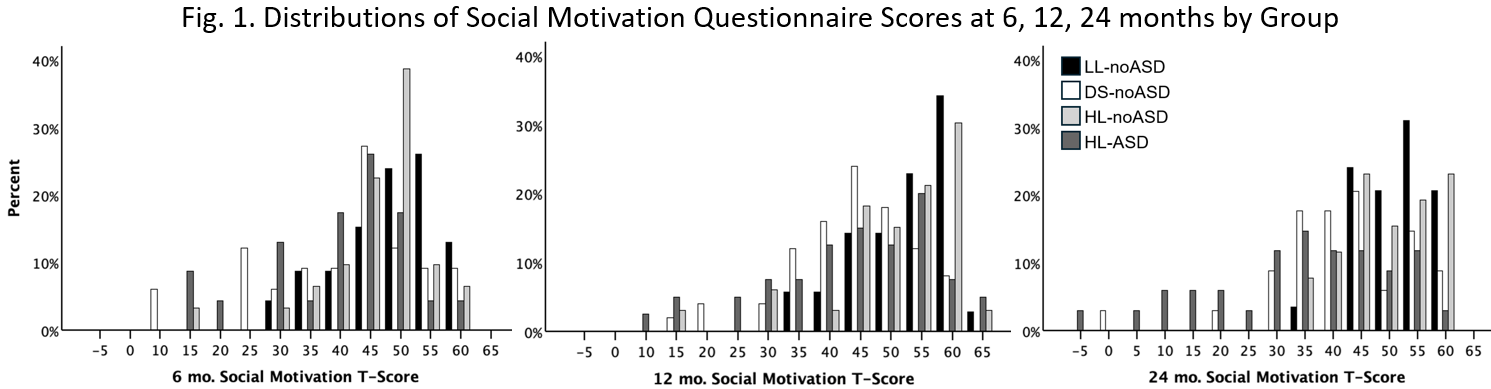 Fig. 1. Distributions of Social Motivation Questionnaire Scores at 6, 12, 24 months by Group
Percent
40%
30%
20%
10%
0%
−5 0 10 15 20 25 30 35 40 45 50 55 60 65
6 mo. Social Motivation T-Score
40%
30%
20%
10%
0%
−5 0 10 15 20 25 30 35 40 45 50 55 60 65
12 mo. Social Motivation T-Score
40%
30%
20%
10%
0%
LL-noASD
DS-noASD
HL-noASD
HL-ASD
−5 0 5 10 15 20 25 30 35 40 45 50 55 60 65
24 mo. Social Motivation T-Score